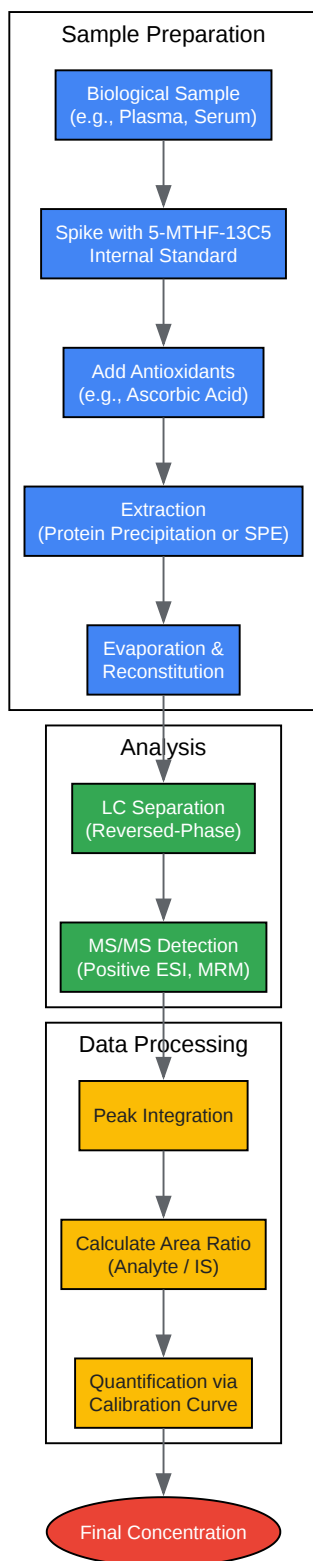 Sample Preparation
Biological Sample
(e.g., Plasma, Serum)
Spike with 5-MTHF-13C5
Internal Standard
Add Antioxidants
(e.g., Ascorbic Acid)
Extraction
(Protein Precipitation or SPE)
Evaporation &
Reconstitution
Analysis
LC Separation
(Reversed-Phase)
MS/MS Detection
(Positive ESI, MRM)
Data Processing
Peak Integration
Calculate Area Ratio
(Analyte / IS)
Quantification via
Calibration Curve
Final Concentration